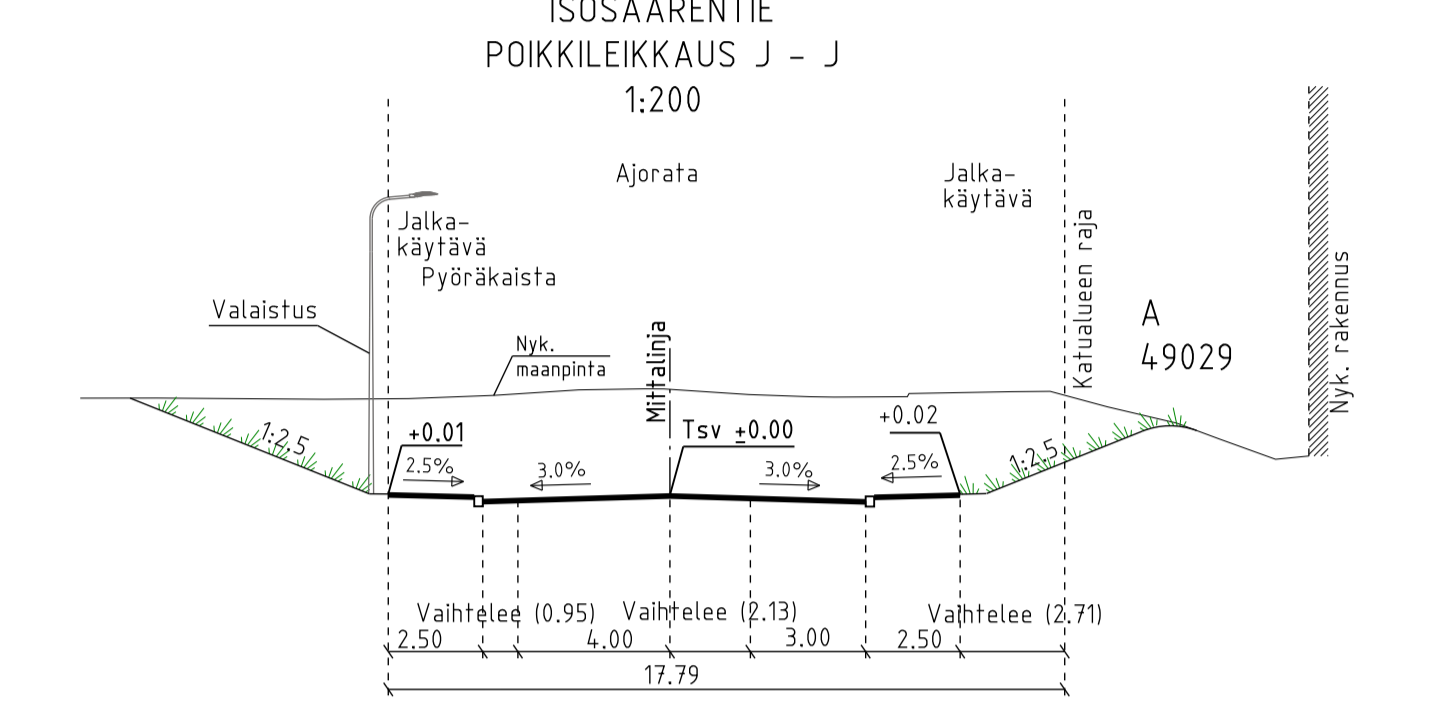 ISOSAARENTIE
POIKKILEIKKAUS J - J
1:200
Ajorata
Jalka-
käytävä
Jalka-
käytävä
Pyöräkaista
Katualueen raja
Valaistus
A
49029
Nyk. rakennus
Nyk.
maanpinta
Mittalinja
1:2.5
+0.01
Tsv ±0.00
+0.02
1:2.5
2.5%
3.0%
3.0%
2.5%
Vaihtelee (0.95)
Vaihtelee (2.13)
Vaihtelee (2.71)
2.50
4.00
3.00
2.50
17.79